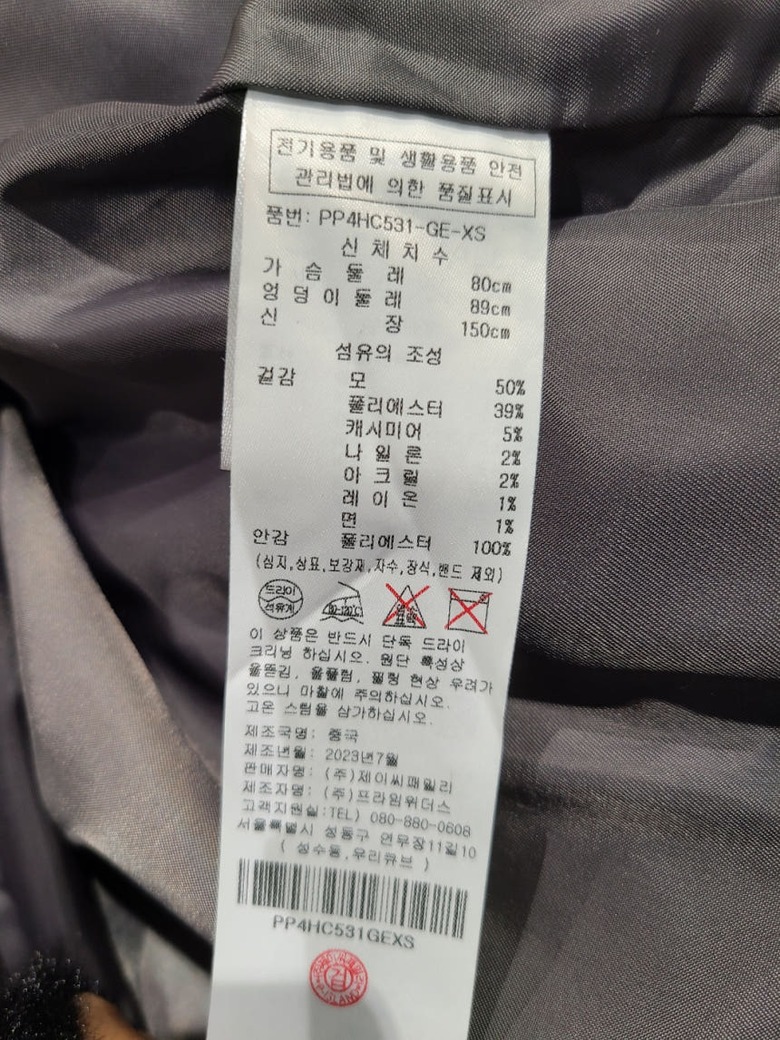 전기용품 및 생활용품 안전
관리법에 의한 품질표시
품번: PP4HC531-GE-XS
신 체 치 수
가 슴 둘 레 80cm
엉 덩 이 둘 레 89cm
신 장 150cm
섬유의 조성
겉감 모 50%
폴리에스터 39%
캐시미어 5%
나 일 론 2%
아 크 릴 2%
레 이 온 1%
면 1%
안감 폴리에스터 100%
(심지,상표,보강재,자수,장식,밴드 제외)
드라이
석유계
80-120℃
이 상품은 반드시 단독 드라이
크리닝 하십시오. 원단 특성상
올뜯김, 올풀림, 필링 현상 우려가
있으니 마찰에 주의하십시오.
고온 스팀을 삼가하십시오.
제조국명: 중국
제조년월: 2023년7월
판매자명: (주)제이씨패밀리
제조자명: (주)프라임위더스
고객지원실:TEL) 080-880-0608
서울특별시 성동구 연무장11길10
( 성수동,우리큐브 )
PP4HC531GEXS
검